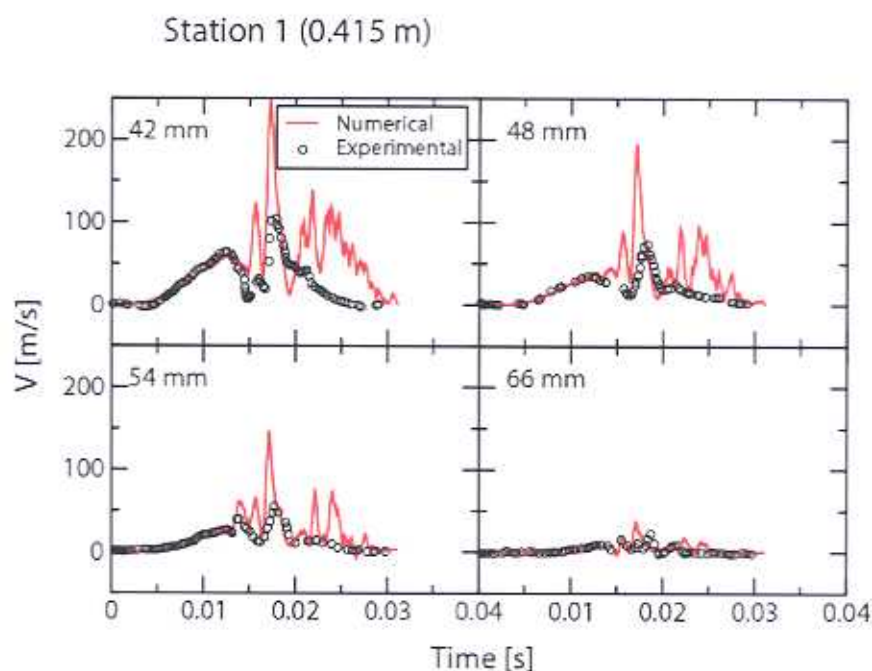 Station 1 (0.415 m)
42 mm
Numerical
Experimental
48 mm
200
100
0
54 mm
66 mm
200
100
0
V [m/s]
0 0.01 0.02 0.03 0.04 0.01 0.02 0.03 0.04
Time [s]